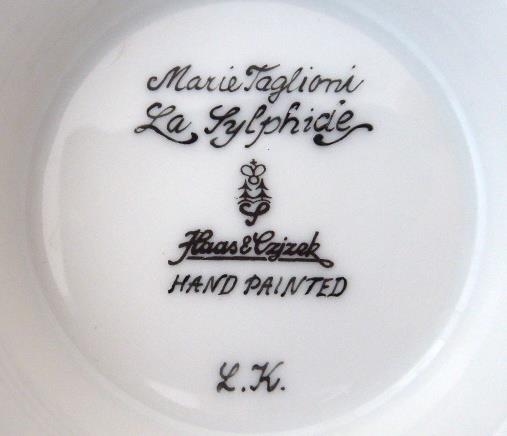 Marie Taglioni
La Sylphide
S
Haas & Czjzek
HAND PAINTED
L.K.